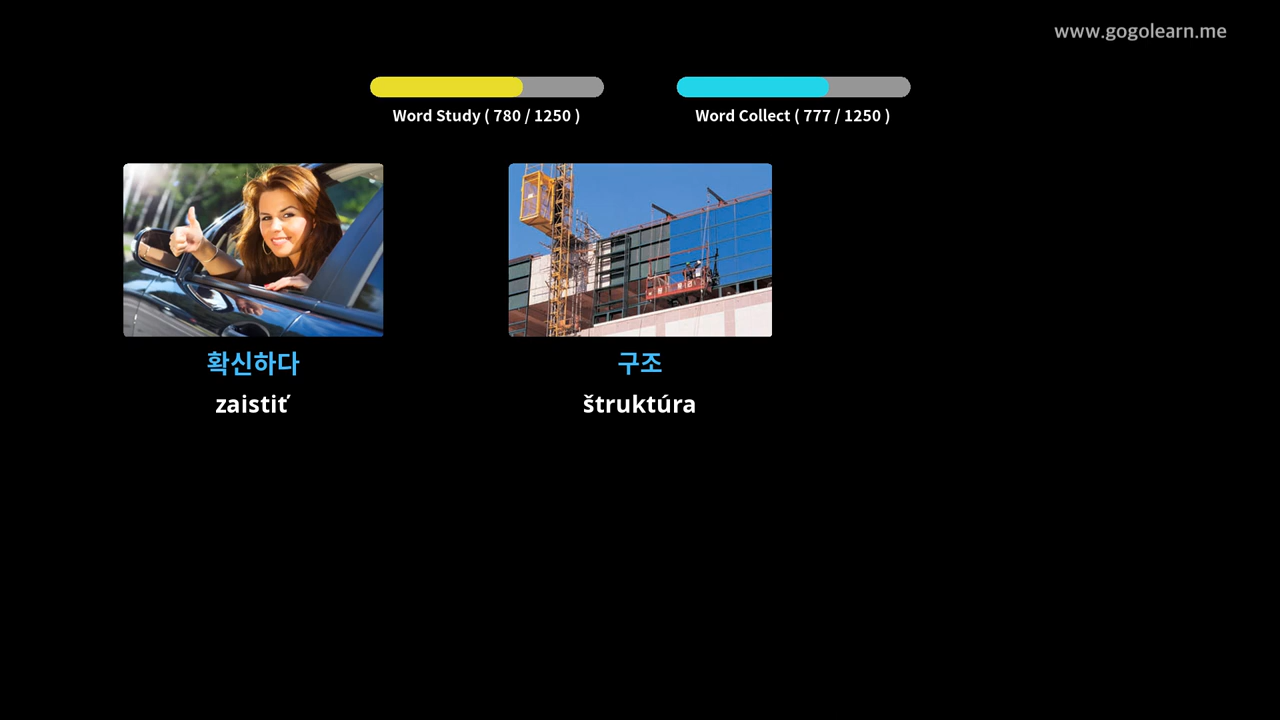 www.gogolearn.me
Word Study ( 780 / 1250 )
Word Collect ( 777 / 1250 )
확신하다
zaistiť
구조
štruktúra